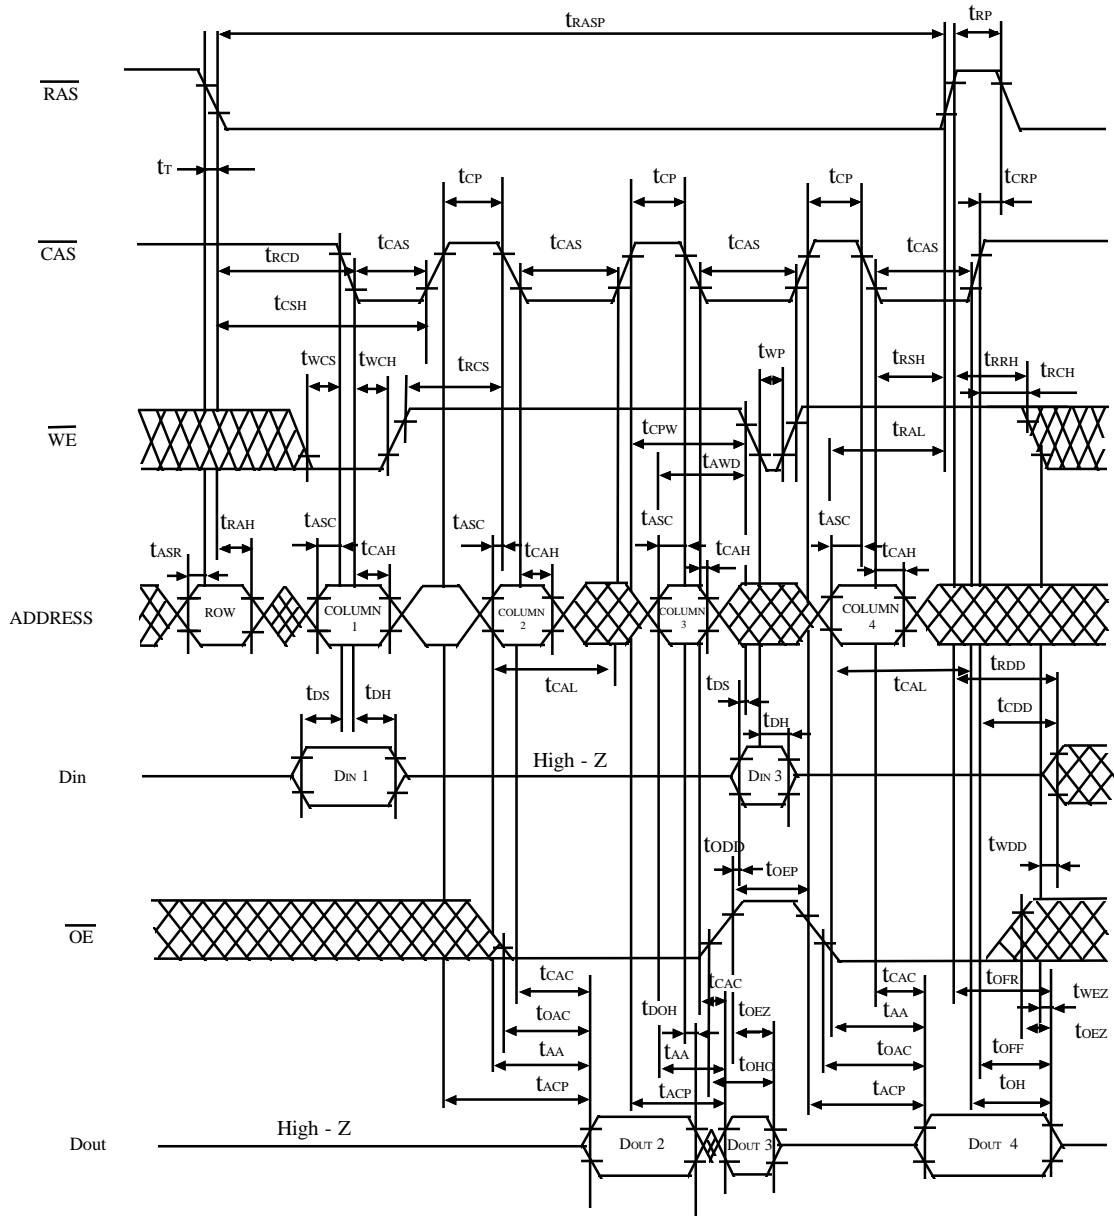 tRASP
tRP
RAS
tT
tCP
tCP
tCP
tCRP
CAS
tRCD
tCAS
tCAS
tCAS
tCAS
tCSH
tWCS
tWCH
tRCS
tWP
tRSH
tRRH
tRCH
WE
tCPW
tRAL
tAWD
tRAH
tASC
tASC
tASC
tASC
tASR
tCAH
tCAH
tCAH
tCAH
ADDRESS
ROW
COLUMN 1
COLUMN 2
COLUMN 3
COLUMN 4
tCAL
tCAL
tRDD
tDS
tDH
tDS
tCDD
tDH
Din
DIN 1
High - Z
DIN 3
tODD
tWDD
tOEP
OE
tCAC
tCAC
tCAC
tOFR
tOAC
tDOH
tOEZ
tAA
tWEZ
tOEZ
tAA
tAA
tOHO
tOAC
tOFF
tACP
tACP
tACP
tOH
Dout
High - Z
DOUT 2
DOUT 3
DOUT 4